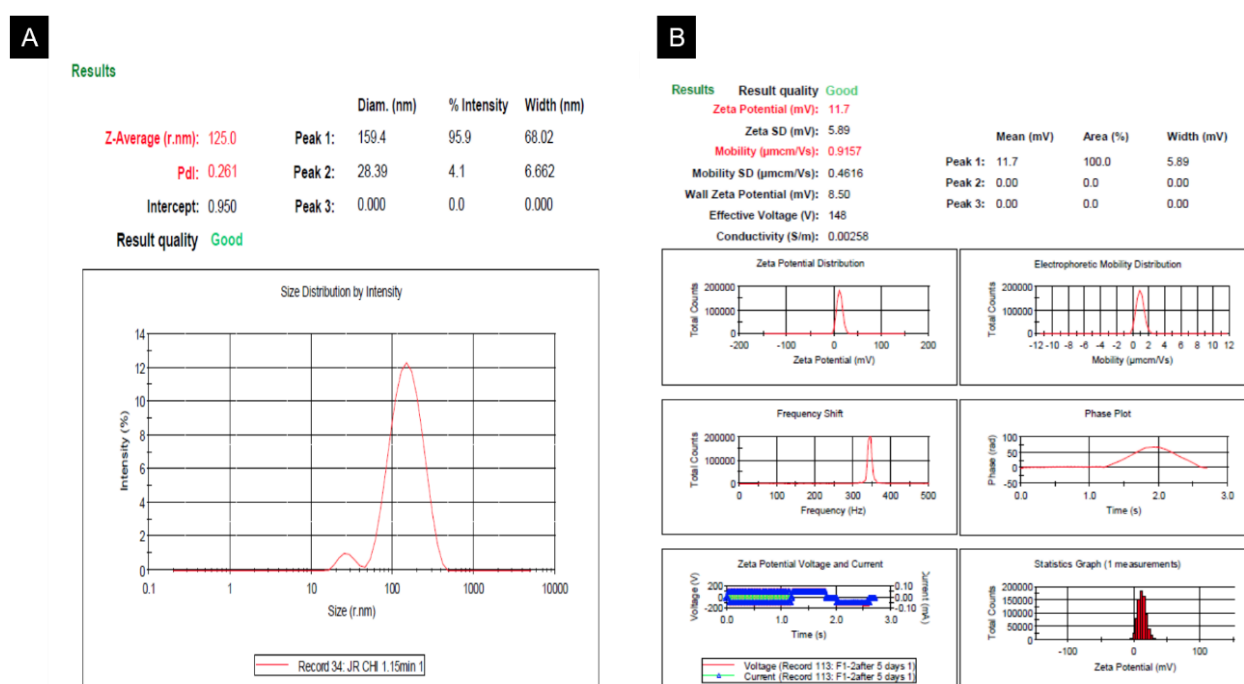 A
Results
Diam. (nm) % Intensity Width (nm)
Z-Average (r.nm): 125.0 Peak 1: 159.4 95.9 68.02
PdI: 0.261 Peak 2: 28.39 4.1 6.662
Intercept: 0.950 Peak 3: 0.000 0.0 0.000
Result quality Good
Size Distribution by Intensity
14
12
10
8
6
4
2
0
Intensity (%)
0.1 1 10 100 1000 10000
Size (r.nm)
Record 34: JR CHI 1.15min 1
B
Results Result quality Good
Zeta Potential (mV): 11.7
Zeta SD (mV): 5.89
Mobility (µmcm/Vs): 0.9157
Mobility SD (µmcm/Vs): 0.4616
Wall Zeta Potential (mV): 8.50
Effective Voltage (V): 148
Conductivity (S/m): 0.00258
Mean (mV) Area (%) Width (mV)
Peak 1: 11.7 100.0 5.89
Peak 2: 0.00 0.0 0.00
Peak 3: 0.00 0.0 0.00
Zeta Potential Distribution
Total Counts
200000
100000
0
-200 -100 0 100 200
Zeta Potential (mV)
Electrophoretic Mobility Distribution
Total Counts
200000
100000
0
-12 -10 -8 -6 -4 -2 0 2 4 6 8 10 12
Mobility (µmcm/Vs)
Frequency Shift
Total Counts
200000
100000
0
0 100 200 300 400 500
Frequency (Hz)
Phase Plot
Phase (rad)
100
50
0
-50
0.0 1.0 2.0 3.0
Time (s)
Zeta Potential Voltage and Current
Voltage (V)
200
0
-200
0.10
0.00
-0.10
Current (mA)
0.0 1.0 2.0 3.0
Time (s)
Voltage (Record 113: F1-2after 5 days 1)
Current (Record 113: F1-2after 5 days 1)
Statistics Graph (1 measurements)
Total Counts
200000
150000
100000
50000
0
-100 0 100
Zeta Potential (mV)